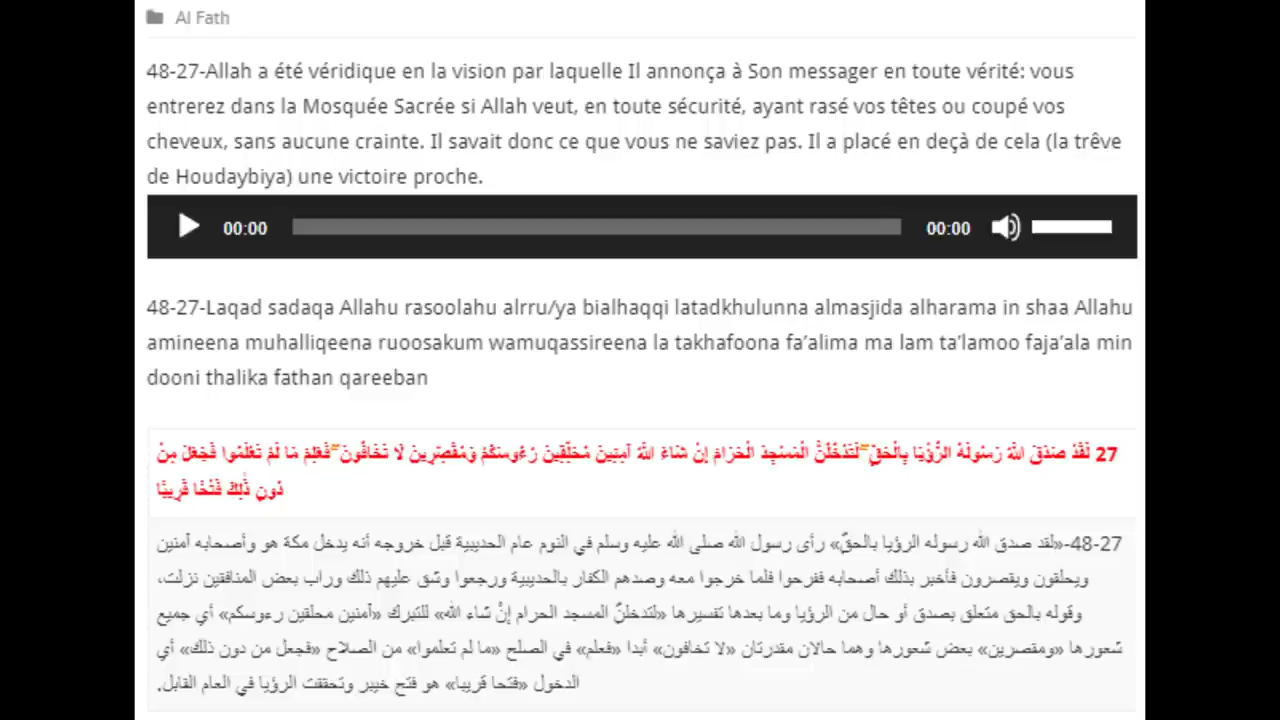 Al Fath
48-27-Allah a été véridique en la vision par laquelle Il annonça à Son messager en toute vérité: vous
entrerez dans la Mosquée Sacrée si Allah veut, en toute sécurité, ayant rasé vos têtes ou coupé vos
cheveux, sans aucune crainte. Il savait donc ce que vous ne saviez pas. Il a placé en deçà de cela (la trêve
de Houdaybiya) une victoire proche.
00:00 00:00
48-27-Laqad sadaqa Allahu rasoolahu alrru/ya bialhaqqi latadkhulunna almasjida alharama in shaa Allahu
amineena muhalliqeena ruoosakum wamuqassireena la takhafoona fa’alima ma lam ta’lamoo faja’ala min
dooni thalika fathan qareeban
27 لَقَدْ صَدَقَ اللَّهُ رَسُولَهُ الرُّؤْيَا بِالْحَقِّ ۖ لَتَدْخُلُنَّ الْمَسْجِدَ الْحَرَامَ إِنْ شَاءَ اللَّهُ آمِنِينَ مُحَلِّقِينَ رُءُوسَكُمْ وَمُقَصِّرِينَ لَا تَخَافُونَ ۖ فَعَلِمَ مَا لَمْ تَعْلَمُوا فَجَعَلَ مِنْ
دُونِ ذَٰلِكَ فَتْحًا قَرِيبًا
48-27-«لقد صدق الله رسوله الرؤيا بالحقّ» رأى رسول الله صلى الله عليه وسلم في النوم عام الحديبية قبل خروجه أنه يدخل مكة هو وأصحابه آمنين
ويحلقون ويقصرون فأخبر بذلك أصحابه ففرحوا فلما خرجوا معه وصدهم الكفار بالحديبية ورجعوا وشق عليهم ذلك وراب بعض المنافقين نزلت،
وقوله بالحق متعلق بصدق أو حال من الرؤيا وما بعدها تفسيرها «لتدخلنّ المسجد الحرام إنْ شاء الله» للتبرك «آمنين محلقين رءوسكم» أي جميع
شعورها «ومقصرين» بعض شعورها وهما حالان مقدرتان «لا تخافون» أبدا «فعلم» في الصلح «ما لم تعلموا» من الصلاح «فجعل من دون ذلك» أي
الدخول «فتحا قريبا» هو فتح خيبر وتحققت الرؤيا في العام القابل.